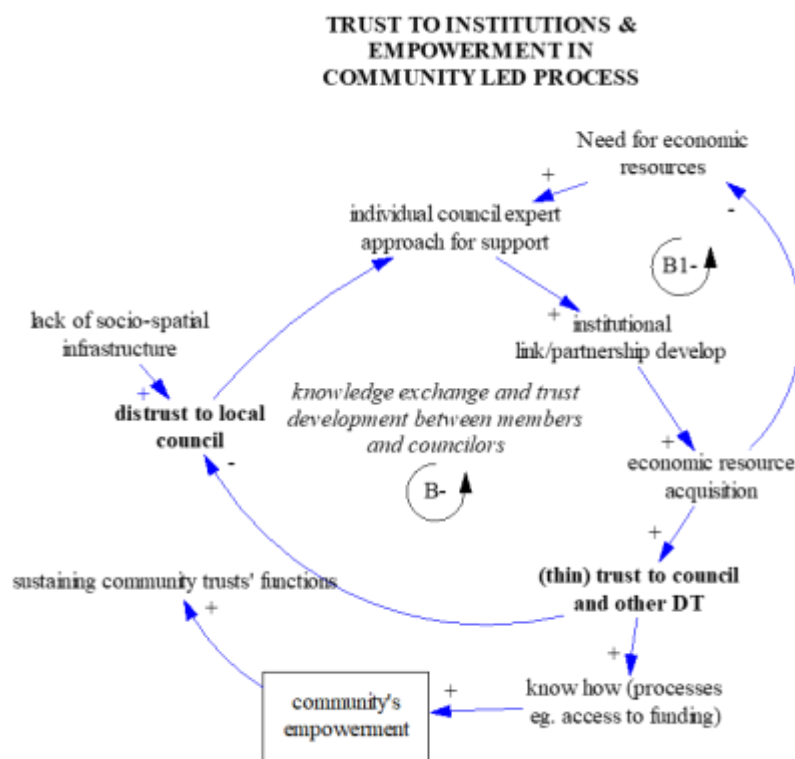 TRUST TO INSTITUTIONS &
EMPOWERMENT IN
COMMUNITY LED PROCESS
Need for economic
resources
+
-
individual council expert
approach for support
B1-
lack of socio-spatial
infrastructure
+
institutional
link/partnership develop
+
distrust to local
council
-
knowledge exchange and trust
development between members
and councilors
B-
+
economic resource
acquisition
+
(thin) trust to council
and other DT
sustaining community trusts' functions
+
+
know how (processes
eg. access to funding)
+
community's
empowerment